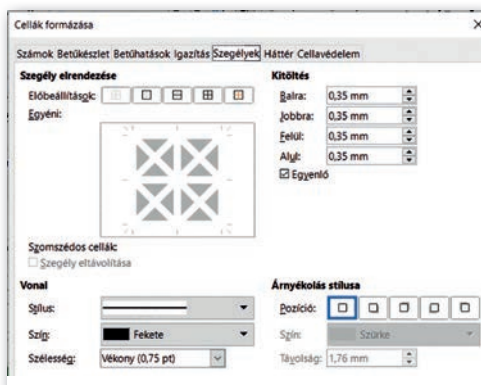 Cellák formázása
Számok Betűkészlet Betűhatások Igazítás Szegélyek Háttér Cellavédelem
Szegély elrendezése
Előbeállítások:
Egyéni:
Szomszédos cellák:
Szegély eltávolítása
Vonal
Stílus:
Szín: Fekete
Szélesség: Vékony (0,75 pt)
Kitöltés
Balra: 0,35 mm
Jobbra: 0,35 mm
Felül: 0,35 mm
Alul: 0,35 mm
Egyenlő
Árnyékolás stílusa
Pozíció:
Szín: Szürke
Távolság: 1,76 mm